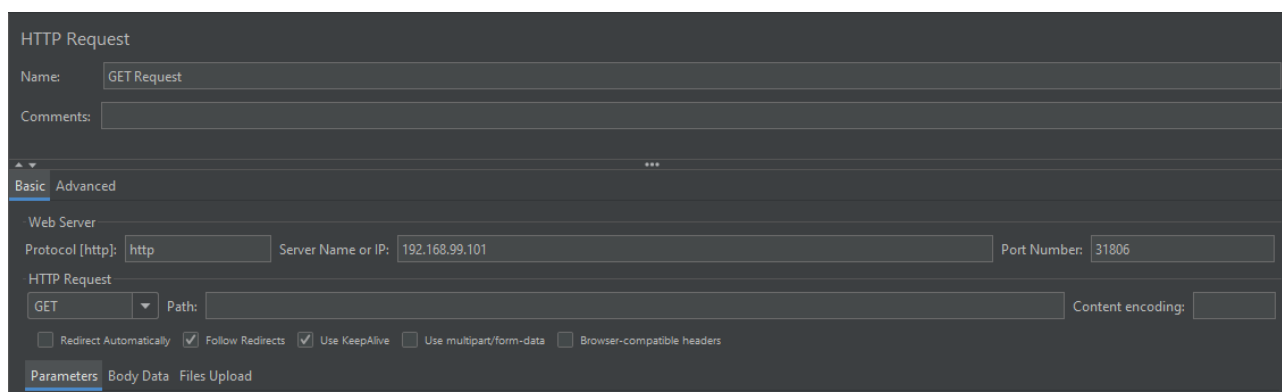 HTTP Request
Name: GET Request
Comments:
Basic Advanced
Web Server
Protocol [http]: http Server Name or IP: 192.168.99.101 Port Number: 31806
HTTP Request
GET Path: Content encoding:
Redirect Automatically Follow Redirects Use KeepAlive Use multipart/form-data Browser-compatible headers
Parameters Body Data Files Upload